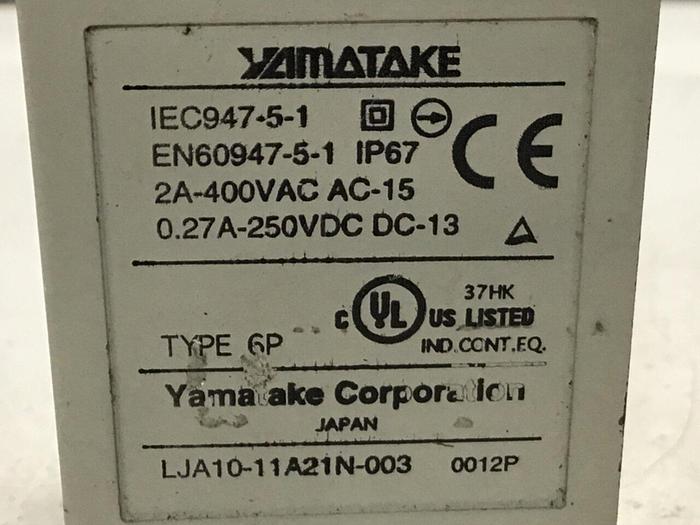 YAMATAKE
IEC947-5-1
EN60947-5-1 IP67
CE
2A-400VAC AC-15
0.27A-250VDC DC-13
37HK
c UL US LISTED
TYPE 6P
IND.CONT.EQ.
Yamatake Corporation
JAPAN
LJA10-11A21N-003 0012P